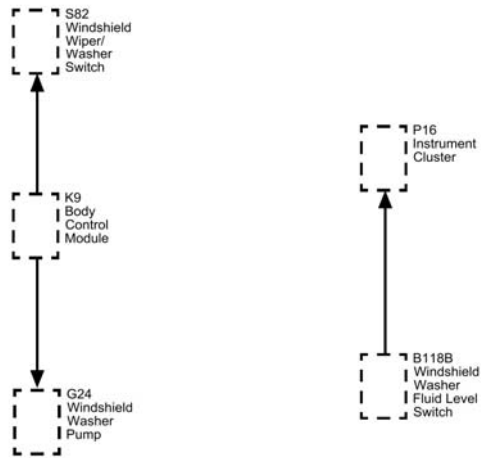 S82
Windshield
Wiper/
Washer
Switch
P16
Instrument
Cluster
K9
Body
Control
Module
B118B
Windshield
Washer
Fluid Level
Switch
G24
Windshield
Washer
Pump